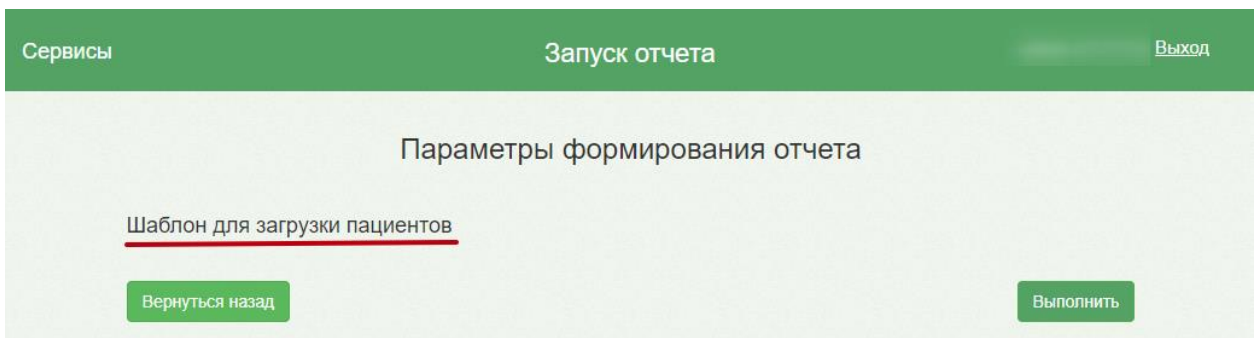 Сервисы
Запуск отчета
Выход
Параметры формирования отчета
Шаблон для загрузки пациентов
Вернуться назад
Выполнить